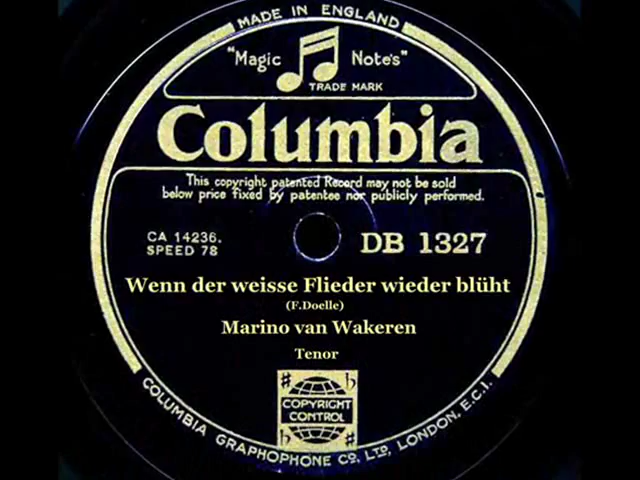 MADE IN ENGLAND
"Magic Notes"
TRADE MARK
Columbia
This copyright patented Record may not be sold
below price fixed by patentee nor publicly performed.
CA 14236.
SPEED 78
DB 1327
Wenn der weisse Flieder wieder blüht
(F.Doelle)
Marino van Wakeren
Tenor
COPYRIGHT
CONTROL
COLUMBIA GRAPHOPHONE CO. LTD, LONDON, E.C.1.